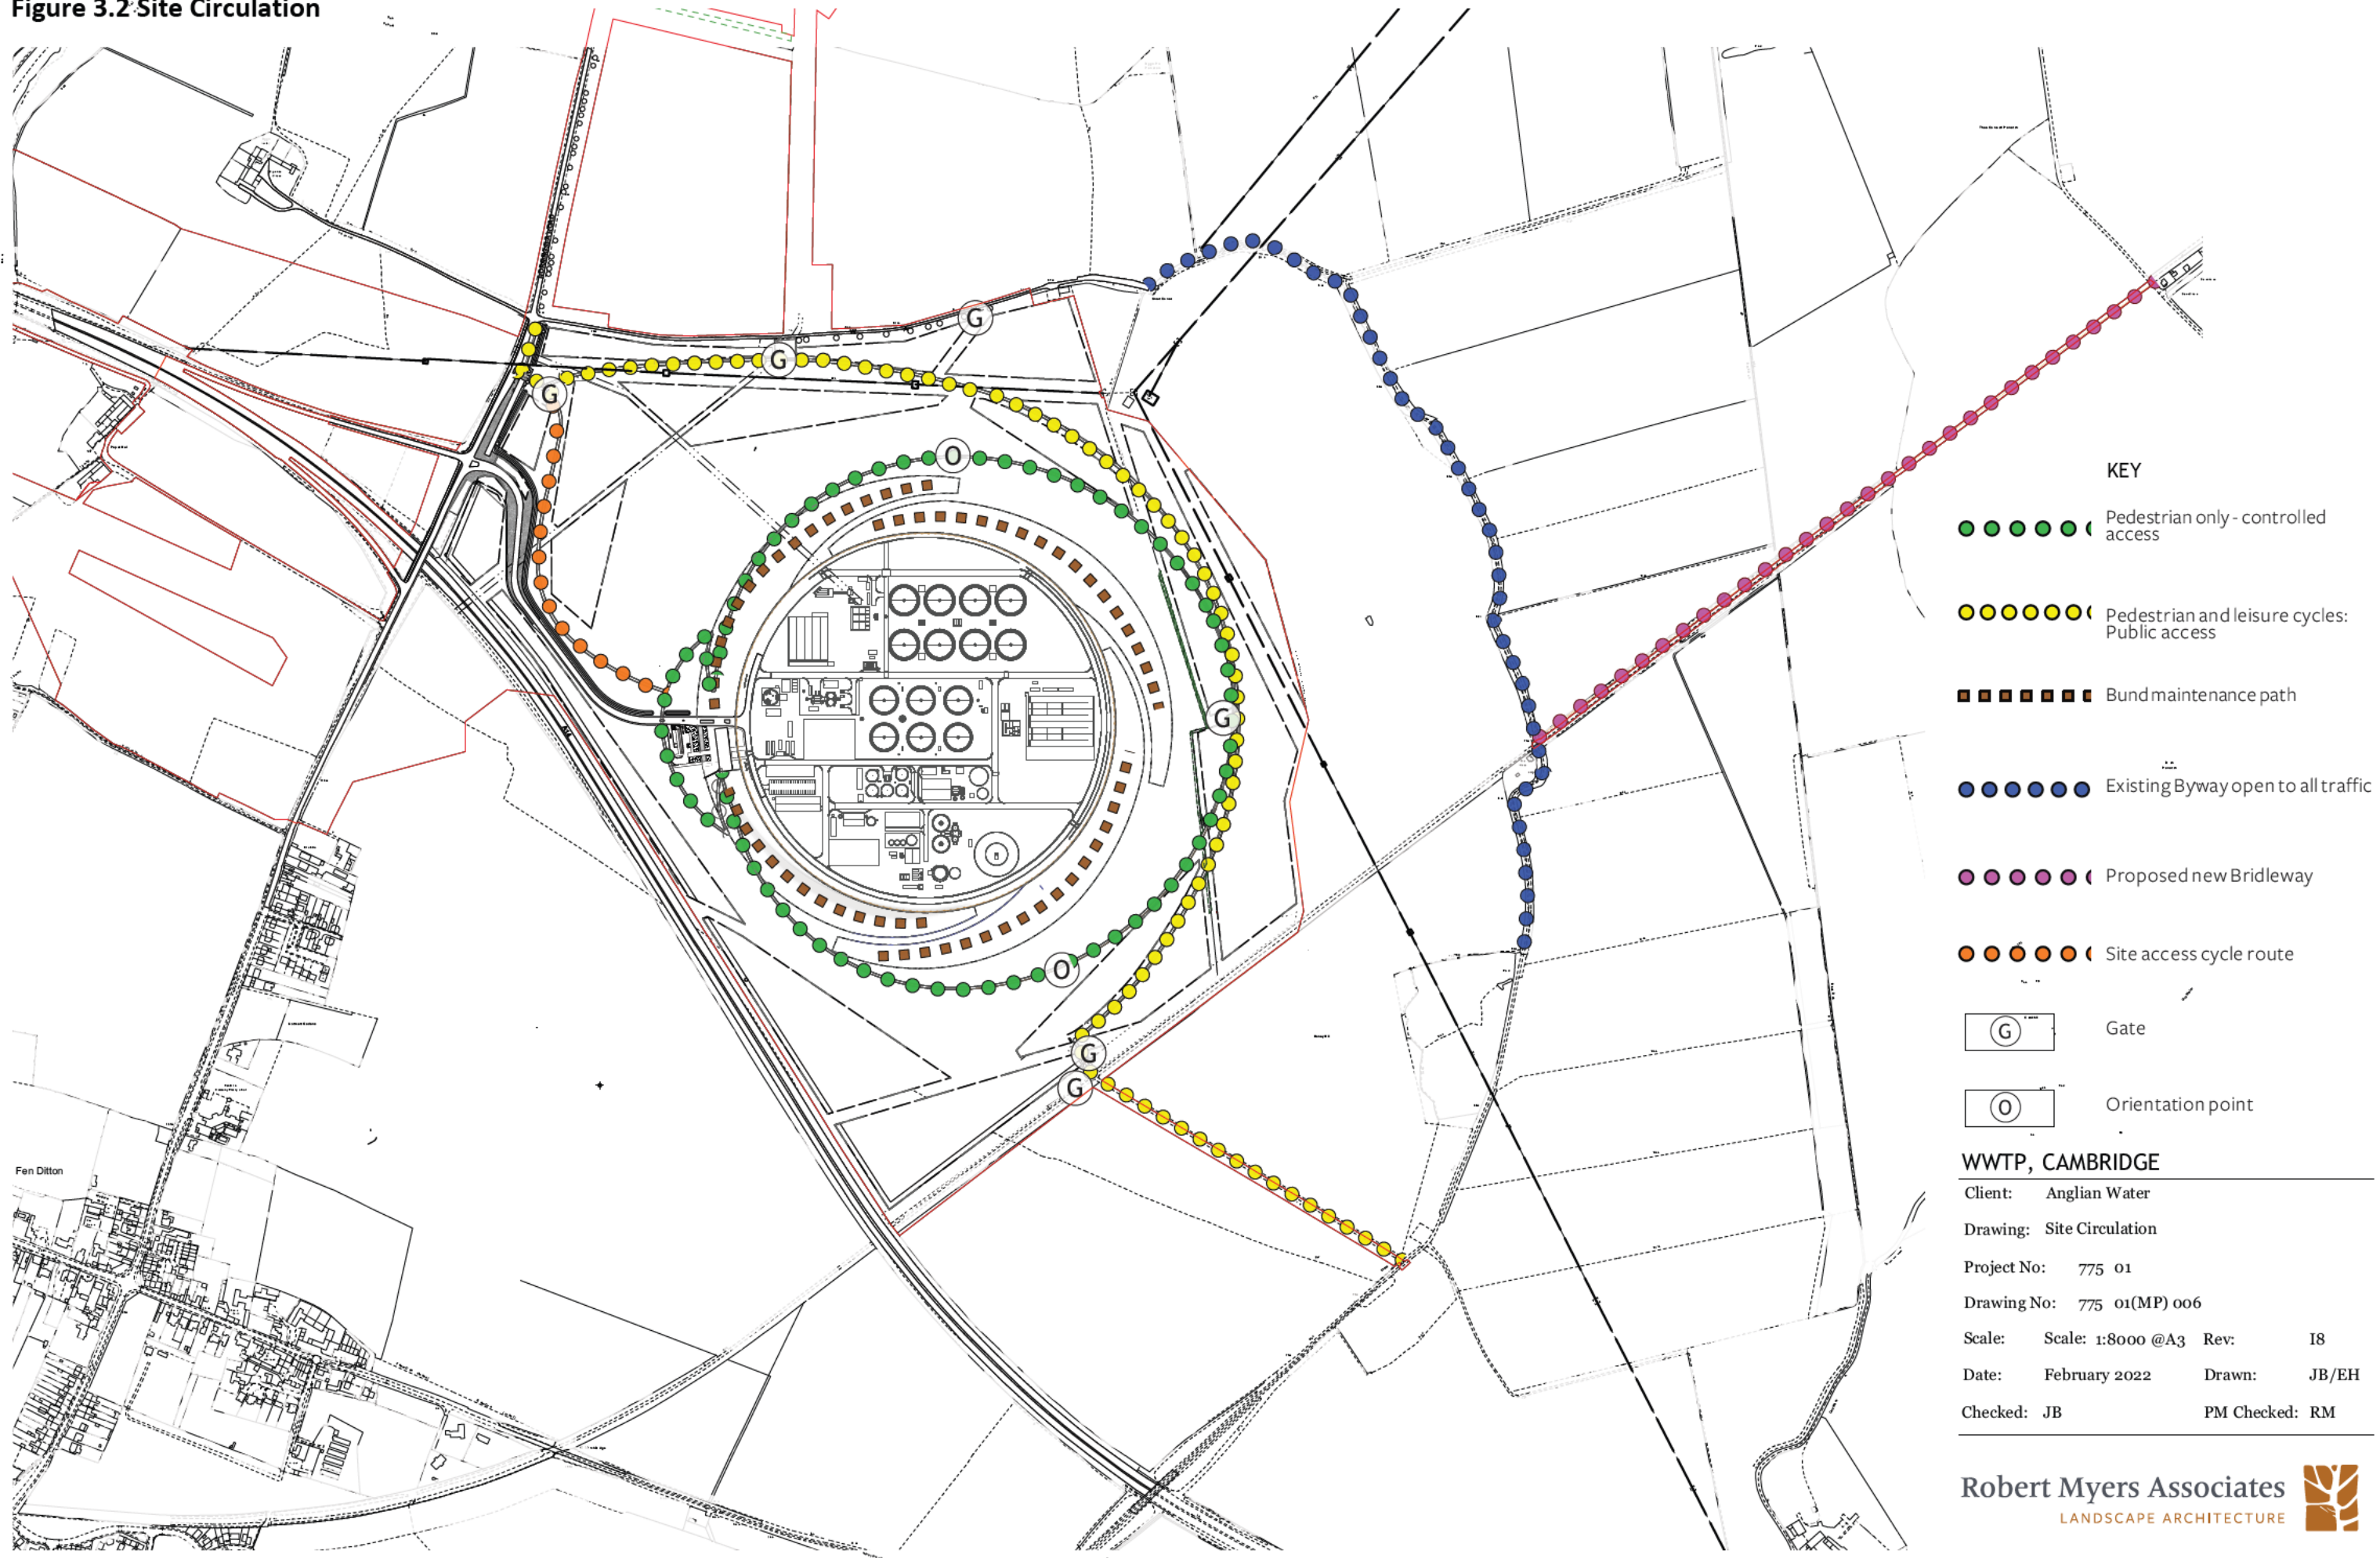 Figure 3.2 Site Circulation
G
G
G
O
G
O
G
G
Fen Ditton
KEY
Pedestrian only - controlled
access
Pedestrian and leisure cycles:
Public access
Bund maintenance path
Existing Byway open to all traffic
Proposed new Bridleway
Site access cycle route
G Gate
O Orientation point
WWTP, CAMBRIDGE
Client: Anglian Water
Drawing: Site Circulation
Project No: 775 01
Drawing No: 775 01(MP) 006
Scale: Scale: 1:8000 @A3 Rev: I8
Date: February 2022 Drawn: JB/EH
Checked: JB PM Checked: RM
Robert Myers Associates
LANDSCAPE ARCHITECTURE